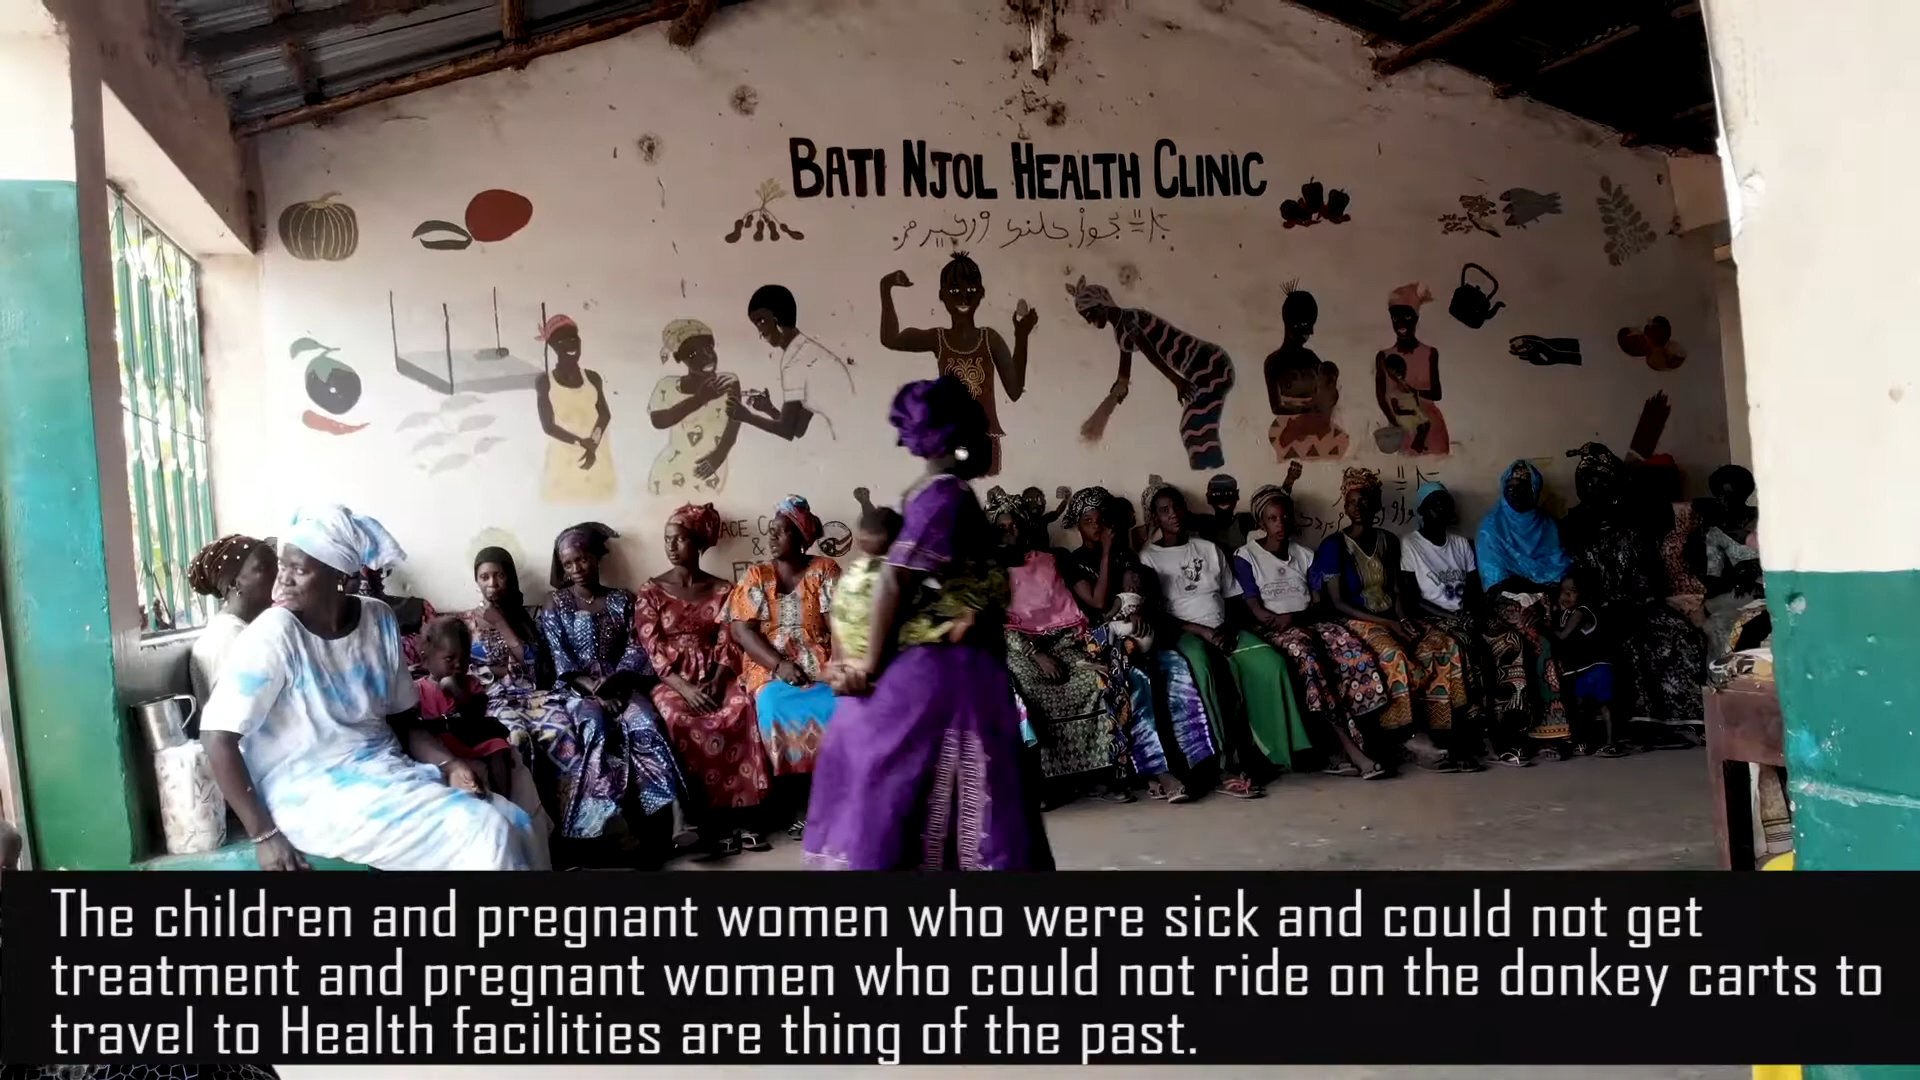 BATI NJOL HEALTH CLINIC
The children and pregnant women who were sick and could not get
treatment and pregnant women who could not ride on the donkey carts to
travel to Health facilities are thing of the past.